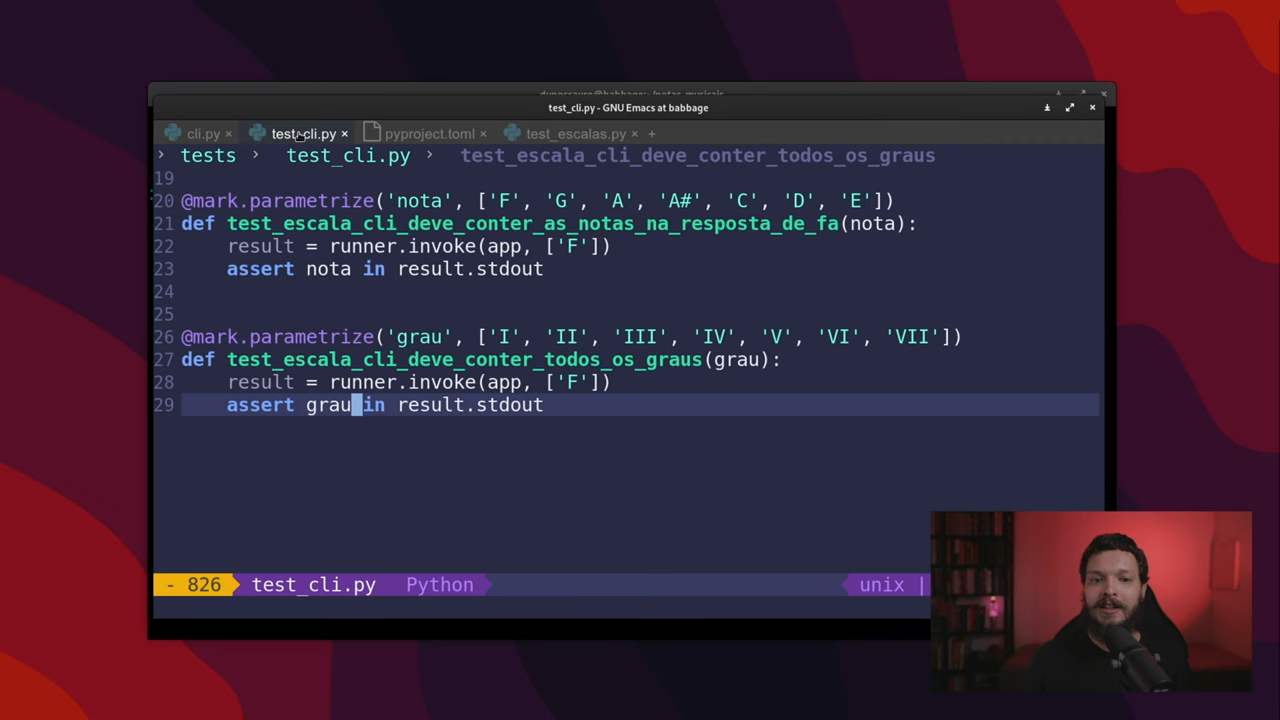 test_cli.py - GNU Emacs at babbage
cli.py × test_cli.py × pyproject.toml × test_escalas.py × +
› tests › test_cli.py › test_escala_cli_deve_conter_todos_os_graus
19
20 @mark.parametrize('nota', ['F', 'G', 'A', 'A#', 'C', 'D', 'E'])
21 def test_escala_cli_deve_conter_as_notas_na_resposta_de_fa(nota):
22 result = runner.invoke(app, ['F'])
23 assert nota in result.stdout
24
25
26 @mark.parametrize('grau', ['I', 'II', 'III', 'IV', 'V', 'VI', 'VII'])
27 def test_escala_cli_deve_conter_todos_os_graus(grau):
28 result = runner.invoke(app, ['F'])
29 assert grau in result.stdout
- 826 test_cli.py Python unix |